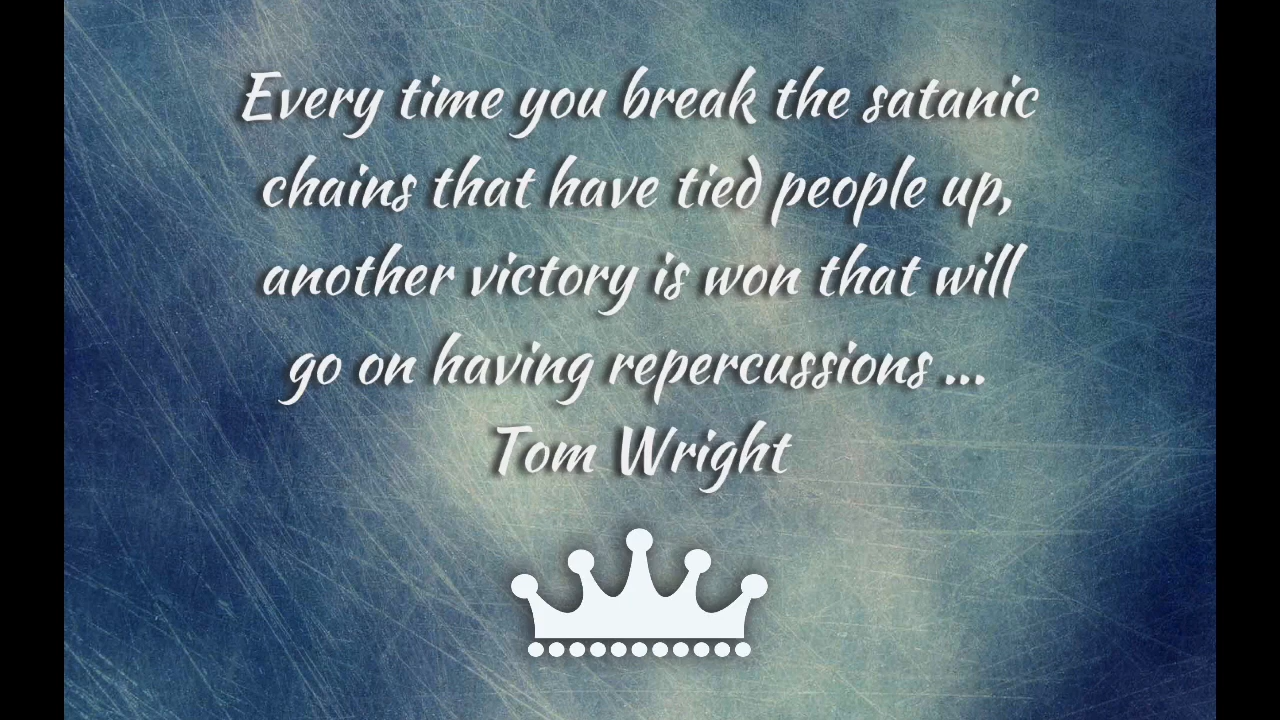 Every time you break the satanic
chains that have tied people up,
another victory is won that will
go on having repercussions ...
Tom Wright